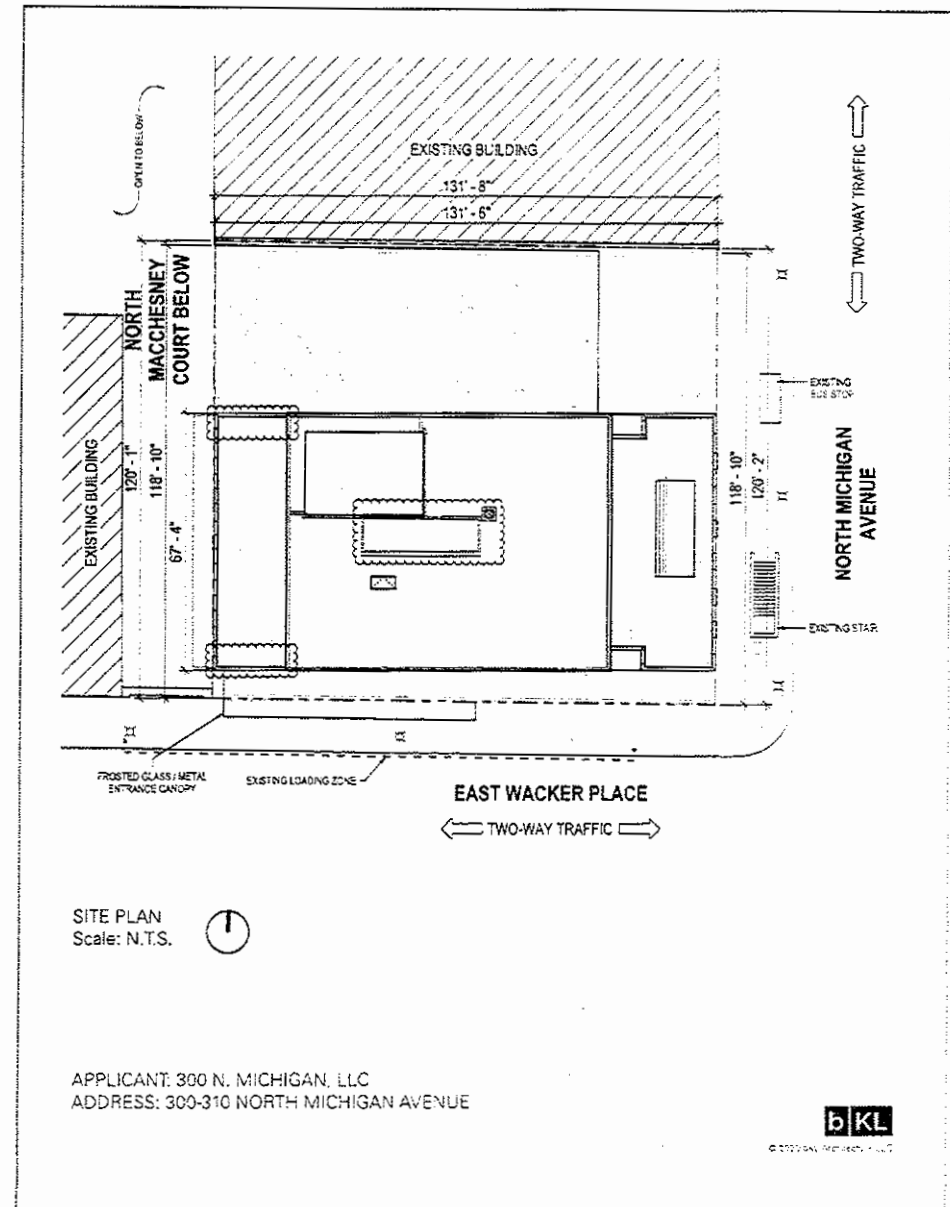 OPEN TO BELOW
EXISTING BUILDING
131' - 8"
131' - 6"
TWO-WAY TRAFFIC
NORTH
MACCHESNEY
COURT BELOW
EXISTING
BUS STOP
EXISTING BUILDING
120' - 1"
118' - 10"
67' - 4"
118' - 10"
120' - 2"
NORTH MICHIGAN
AVENUE
EXISTING STAIR
FROSTED GLASS / METAL
ENTRANCE CANOPY
EXISTING LOADING ZONE
EAST WACKER PLACE
TWO-WAY TRAFFIC
SITE PLAN
Scale: N.T.S.
APPLICANT: 300 N. MICHIGAN, LLC
ADDRESS: 300-310 NORTH MICHIGAN AVENUE
bKL